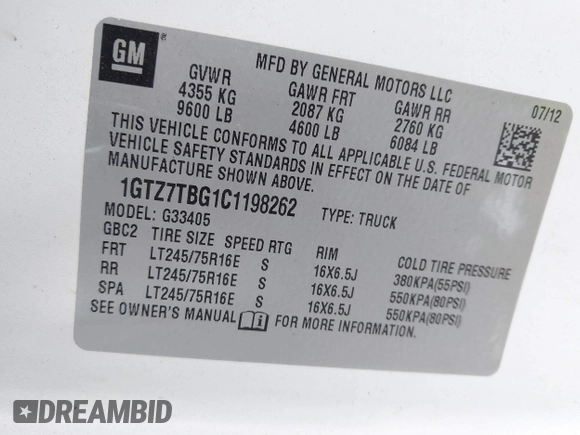 GM
®
MFD BY GENERAL MOTORS LLC
07/12
GVWR
GAWR FRT
GAWR RR
4355 KG
2087 KG
2760 KG
9600 LB
4600 LB
6084 LB
THIS VEHICLE CONFORMS TO ALL APPLICABLE U.S. FEDERAL MOTOR
VEHICLE SAFETY STANDARDS IN EFFECT ON THE DATE OF
MANUFACTURE SHOWN ABOVE.
1GTZ7TBG1C1198262
TYPE: TRUCK
MODEL: G33405
GBC2 TIRE SIZE SPEED RTG RIM COLD TIRE PRESSURE
FRT LT245/75R16E S 16X6.5J 380KPA(55PSI)
RR LT245/75R16E S 16X6.5J 550KPA(80PSI)
SPA LT245/75R16E S 16X6.5J 550KPA(80PSI)
SEE OWNER'S MANUAL i FOR MORE INFORMATION.
DREAMBID